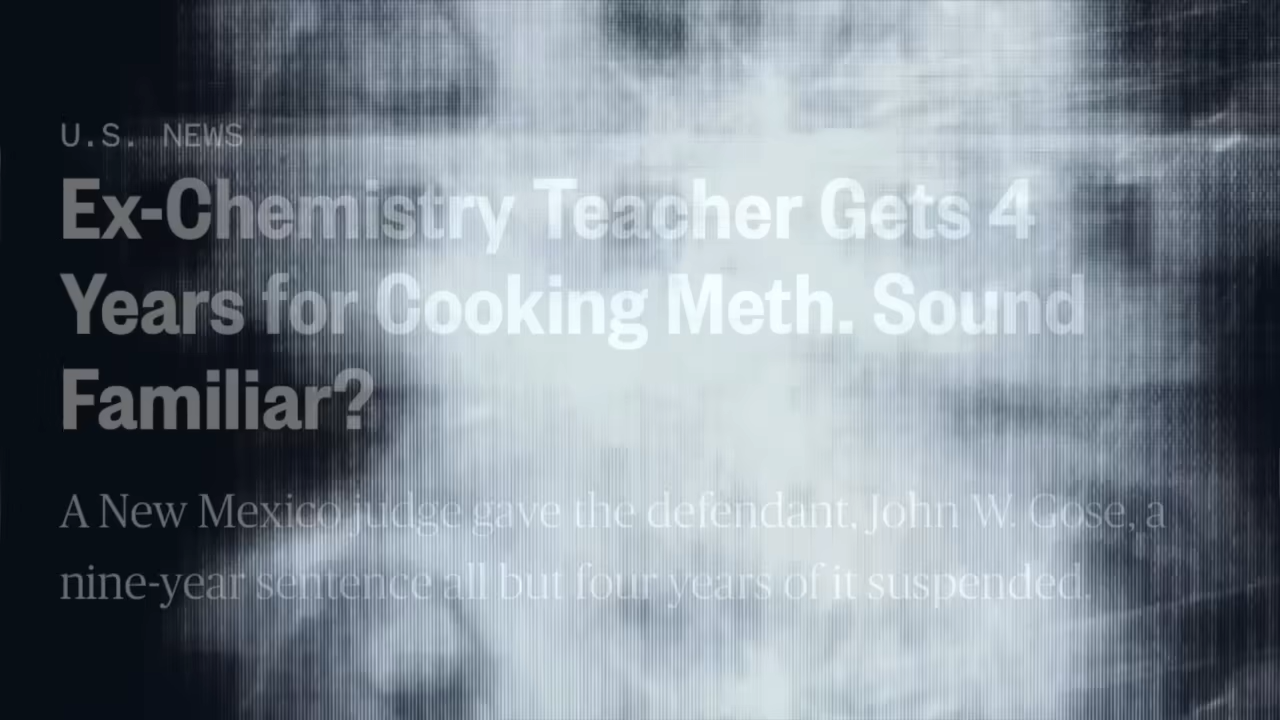 U.S. NEWS
Ex-Chemistry Teacher Gets 4
Years for Cooking Meth. Sound
Familiar?
A New Mexico judge gave the defendant, John W. Gose, a
nine-year sentence all but four years of it suspended.